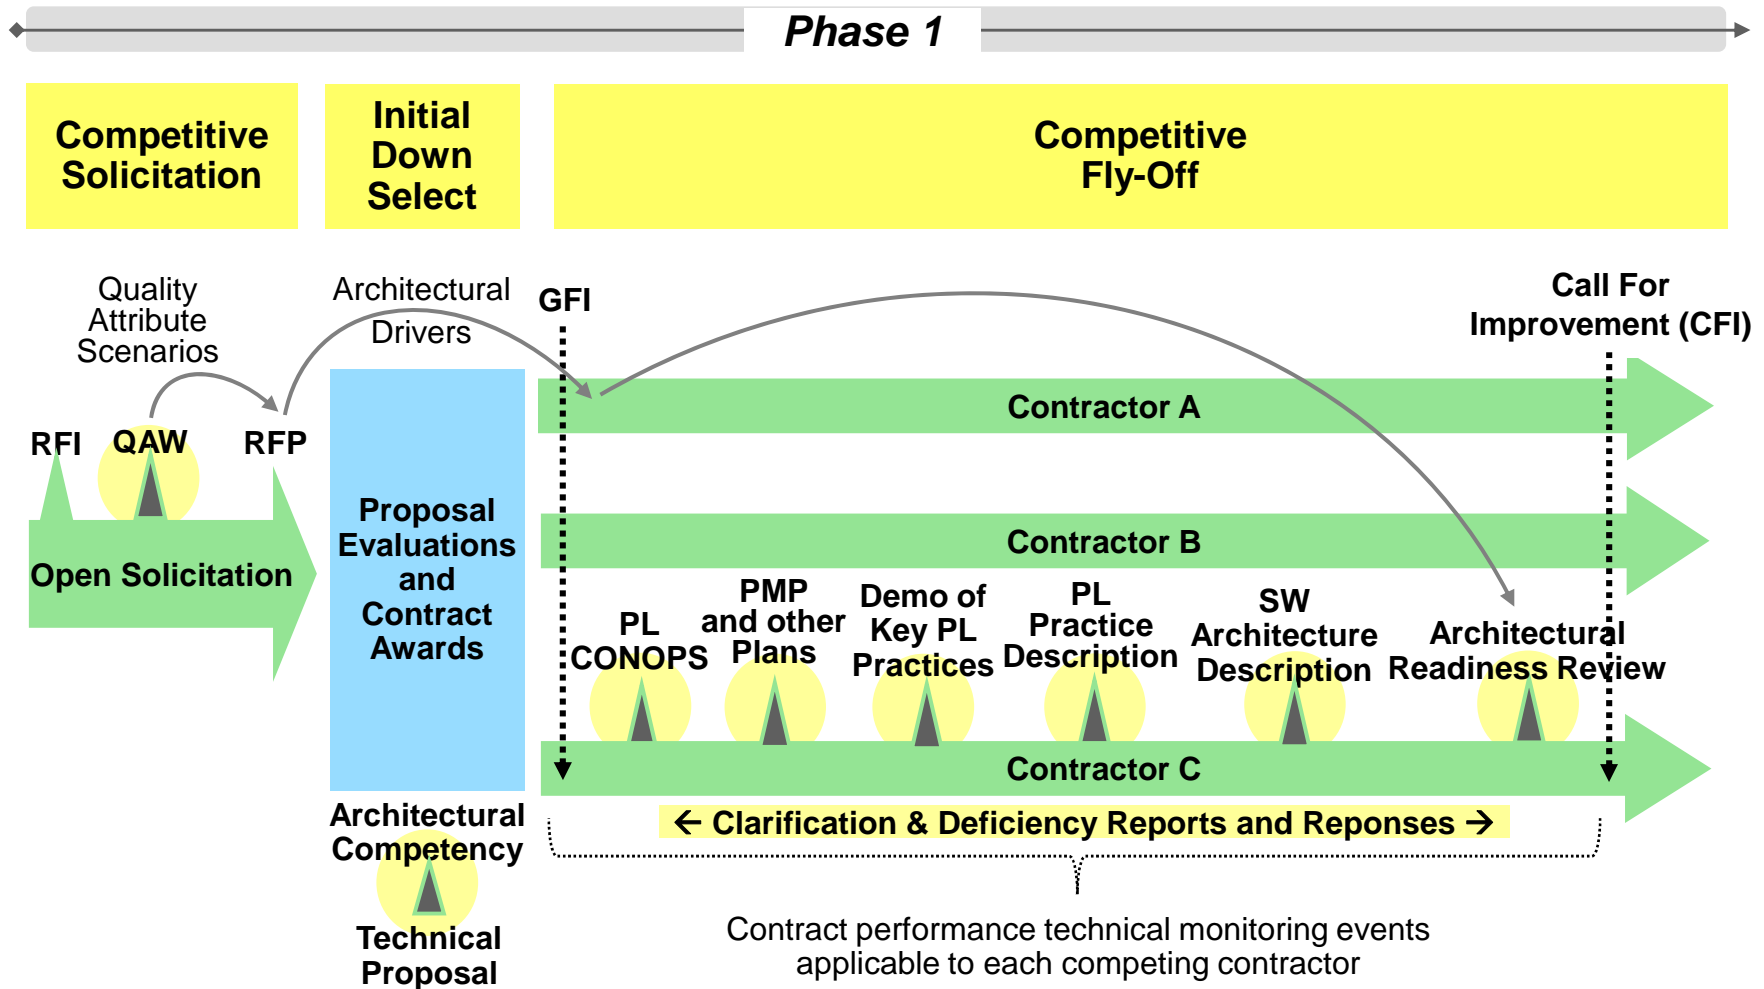 Phase 1
Competitive
Solicitation
Initial
Down
Select
Competitive
Fly-Off
Quality
Attribute
Scenarios
Architectural
Drivers
GFI
Call For
Improvement (CFI)
RFI
QAW
RFP
Open Solicitation
Proposal
Evaluations
and
Contract
Awards
Contractor A
Contractor B
PL
CONOPS
PMP
and other
Plans
Demo of
Key PL
Practices
PL
Practice
Description
SW
Architecture
Description
Architectural
Readiness Review
Contractor C
← Clarification & Deficiency Reports and Reponses →
Architectural
Competency
Technical
Proposal
Contract performance technical monitoring events
applicable to each competing contractor